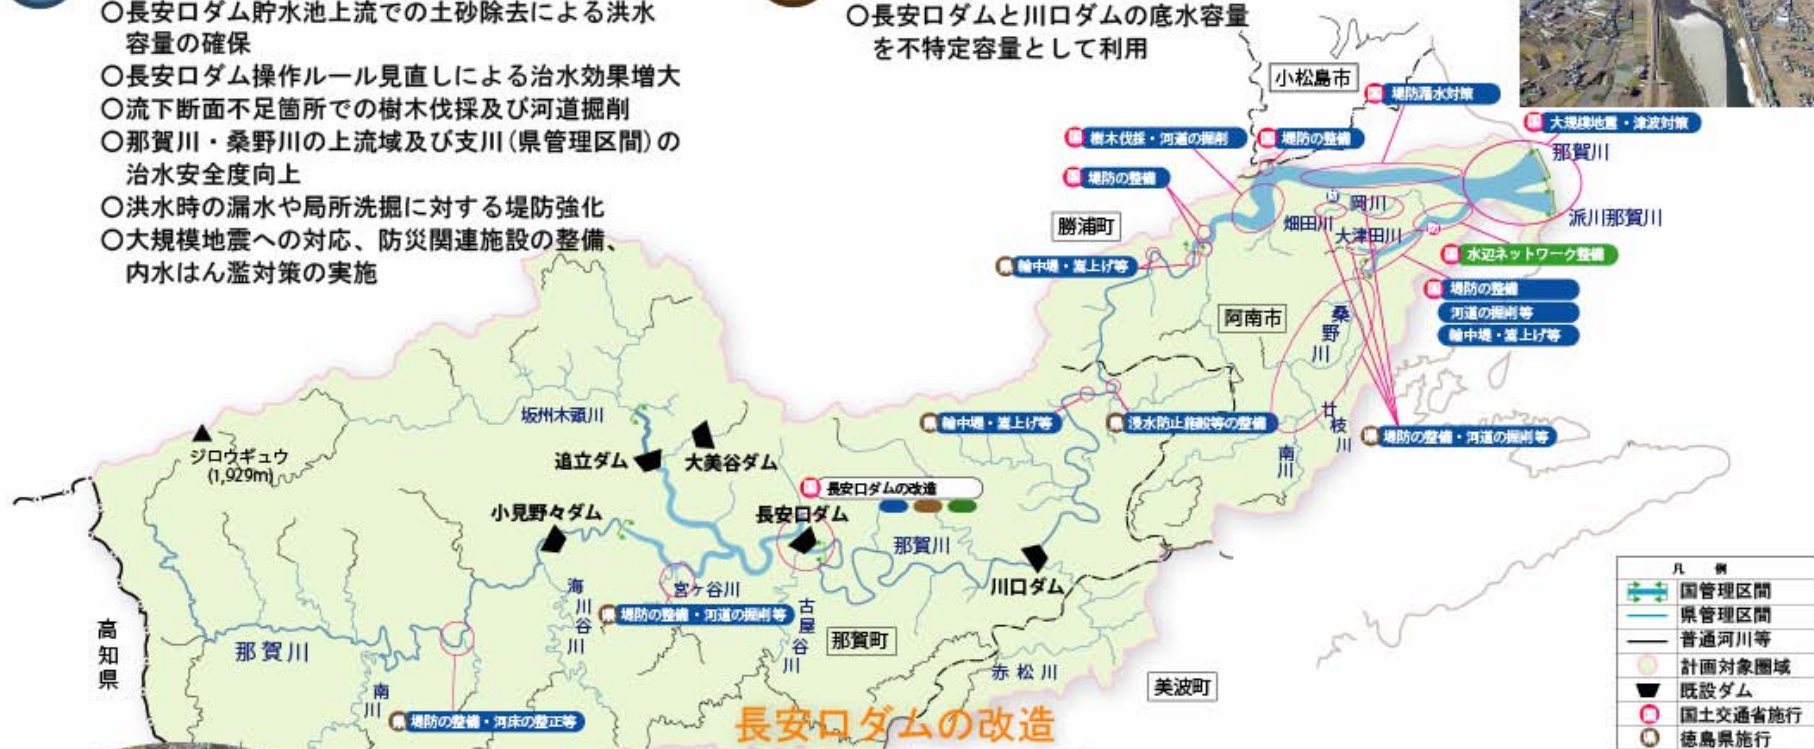 〇長安口ダム貯水池上流での土砂除去による洪水
容量の確保
〇長安口ダム操作ルール見直しによる治水効果増大
〇流下断面不足箇所での樹木伐採及び河道掘削
〇那賀川・桑野川の上流域及び支川(県管理区間)の
治水安全度向上
〇洪水時の漏水や局所洗掘に対する堤防強化
〇大規模地震への対応、防災関連施設の整備、
内水はん濫対策の実施
〇長安口ダムと川口ダムの底水容量
を不特定容量として利用
小松島市
国 堤防漏水対策
国 大規模地震・津波対策
国 樹木伐採・河道の掘削
国 堤防の整備
那賀川
国 堤防の整備
岡川
派川那賀川
勝浦町
畑田川
大津田川
国 水辺ネットワーク整備
県 輪中堤・嵩上げ等
国 堤防の整備
河道の掘削等
輪中堤・嵩上げ等
阿南市
桑野川
坂州木頭川
県 輪中堤・嵩上げ等
県 浸水防止施設等の整備
廿枝川
県 堤防の整備・河道の掘削等
南川
ジロウギュウ
(1,929m)
追立ダム
大美谷ダム
国 長安口ダムの改造
小見野々ダム
長安口ダム
那賀川
川口ダム
海川谷川
宮ヶ谷川
県 堤防の整備・河道の掘削等
古屋谷川
那賀町
高知県
那賀川
赤松川
美波町
南川
県 堤防の整備・河床の整正等
長安口ダムの改造
凡例
国管理区間
県管理区間
普通河川等
計画対象圏域
既設ダム
国 国土交通省施行
県 徳島県施行